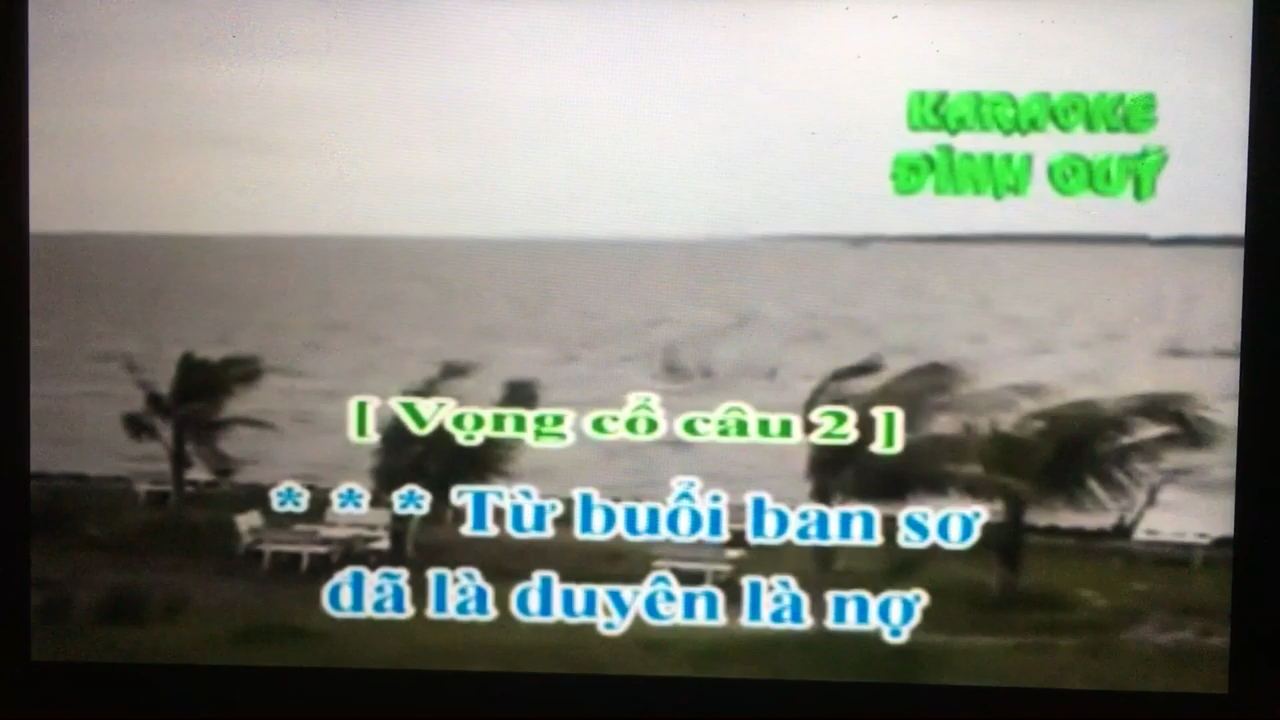 KARAOKE
ĐÌNH QUÝ
[ Vọng cổ câu 2 ]
* * * Từ buổi ban sơ
đã là duyên là nợ